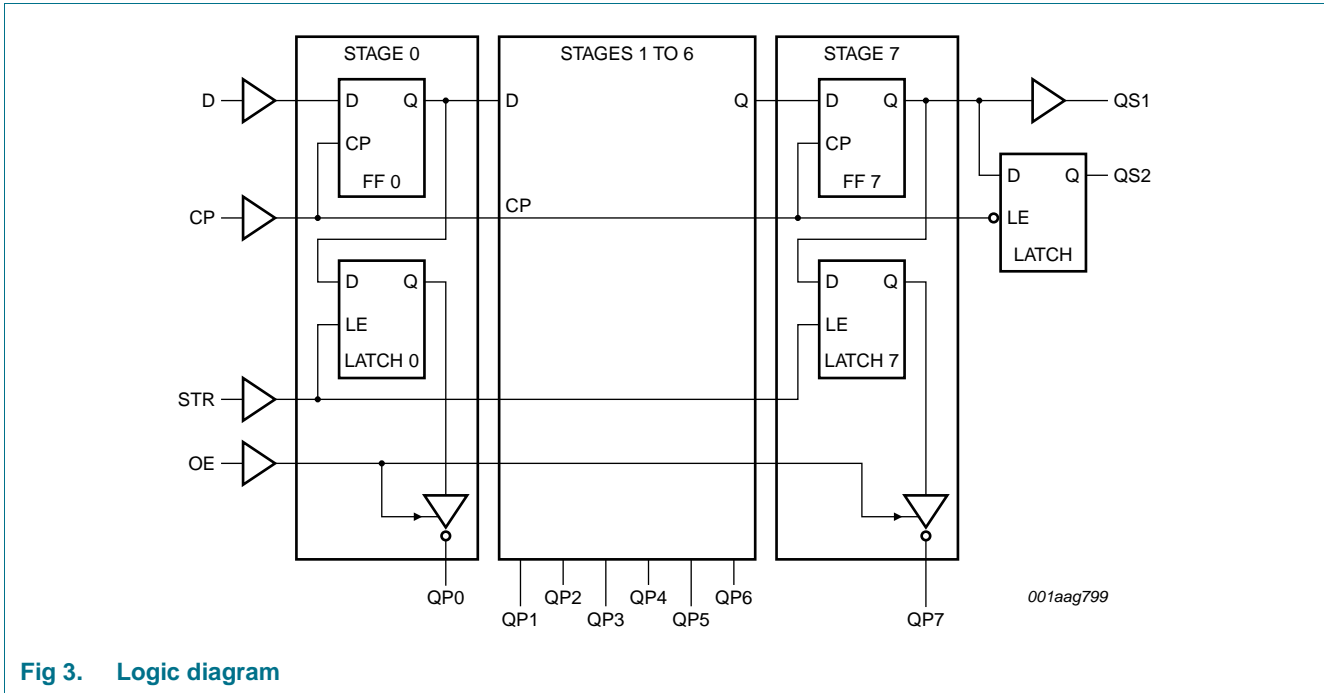 STAGE 0 STAGES 1 TO 6 STAGE 7
D D Q D Q D Q QS1
CP CP
FF 0 FF 7 D Q QS2
CP CP LE
LATCH
D Q D Q
LE LE
LATCH 0 LATCH 7
STR
OE
QP0 QP2 QP4 QP6
QP1 QP3 QP5 QP7
001aag799
Fig 3. Logic diagram